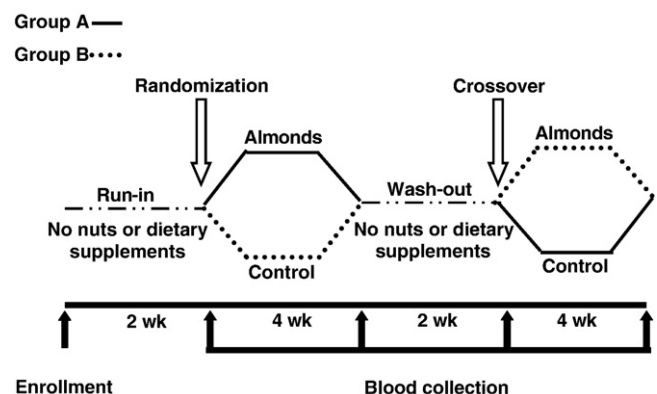 Group A
Group B
Randomization
Crossover
Almonds
Almonds
Run-in
Wash-out
No nuts or dietary
supplements
No nuts or dietary
supplements
Control
Control
2 wk
4 wk
2 wk
4 wk
Enrollment
Blood collection